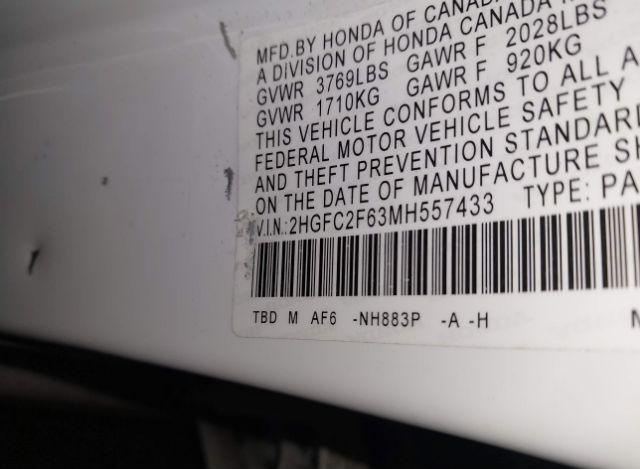 MFD.BY HONDA OF CANADA
A DIVISION OF HONDA CANADA
GVWR 3769LBS GAWR F 2028LBS
GVWR 1710KG GAWR F 920KG
THIS VEHICLE CONFORMS TO ALL A
FEDERAL MOTOR VEHICLE SAFETY
AND THEFT PREVENTION STANDARD
ON THE DATE OF MANUFACTURE SH
V.I.N.:2HGFC2F63MH557433 TYPE: PA
TBD M AF6 -NH883P -A -H